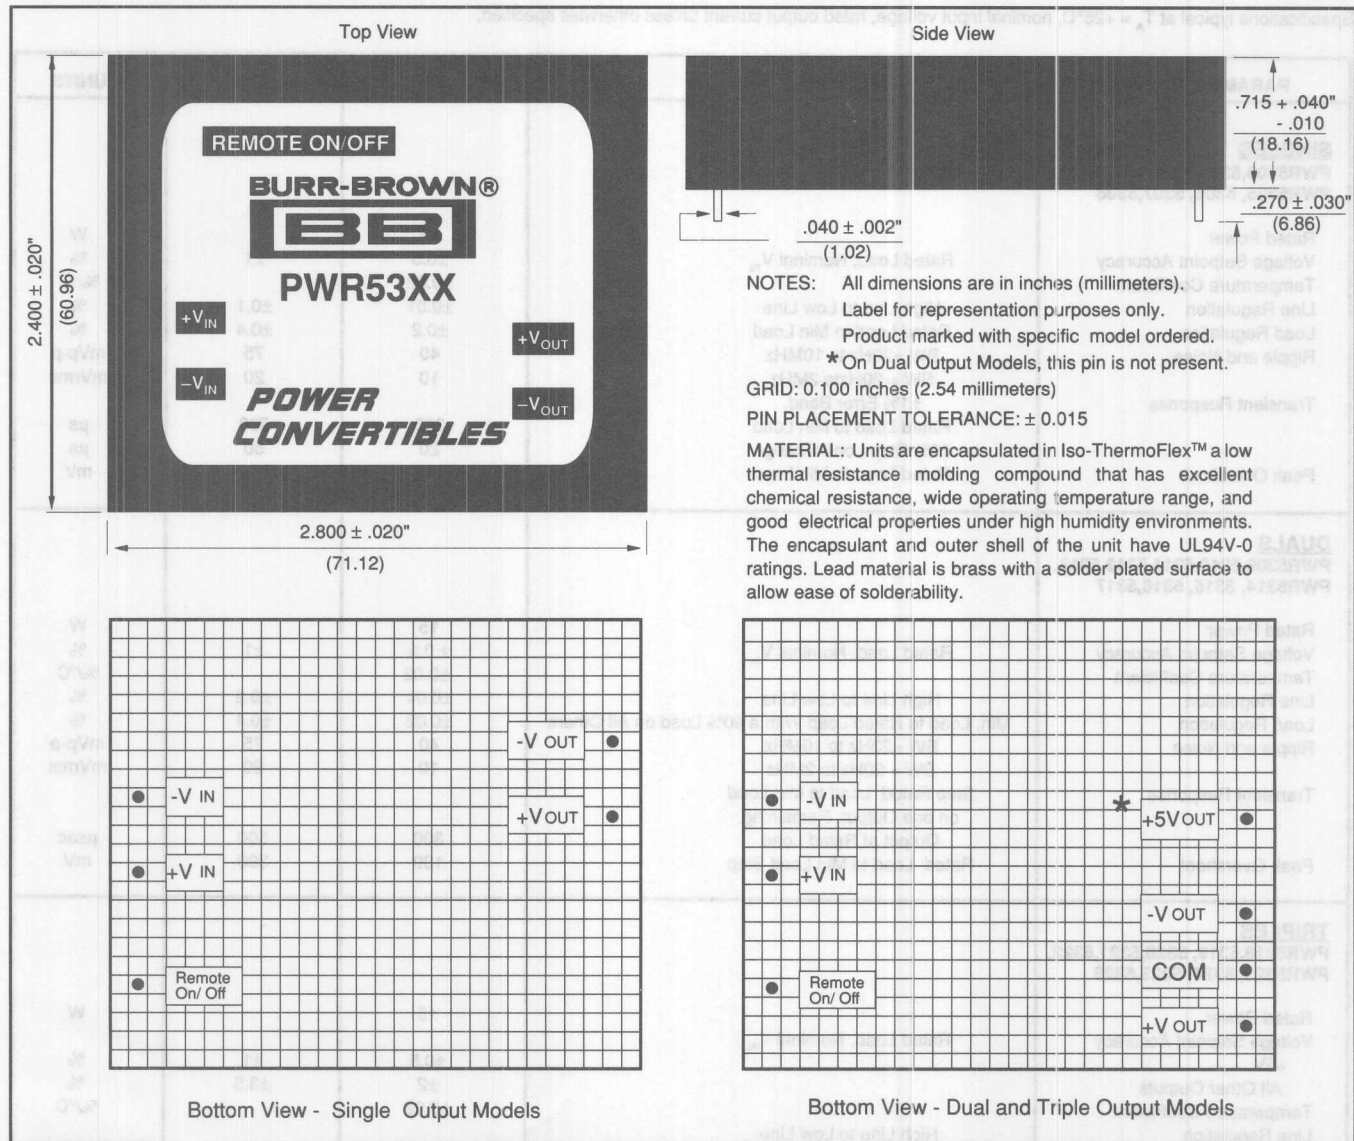 Top View
Side View
REMOTE ON/OFF
BURR-BROWN®
BB
PWR53XX
+VIN
+VOUT
−VIN
−VOUT
POWER
CONVERTIBLES
2.400 ± .020"
(60.96)
2.800 ± .020"
(71.12)
.715 + .040"
- .010
(18.16)
.270 ± .030"
(6.86)
.040 ± .002"
(1.02)
NOTES: All dimensions are in inches (millimeters).
Label for representation purposes only.
Product marked with specific model ordered.
* On Dual Output Models, this pin is not present.
GRID: 0.100 inches (2.54 millimeters)
PIN PLACEMENT TOLERANCE: ± 0.015
MATERIAL: Units are encapsulated in Iso-ThermoFlex™ a low
thermal resistance molding compound that has excellent
chemical resistance, wide operating temperature range, and
good electrical properties under high humidity environments.
The encapsulant and outer shell of the unit have UL94V-0
ratings. Lead material is brass with a solder plated surface to
allow ease of solderability.
-V OUT
-V IN
+V OUT
+V IN
Remote
On/ Off
Bottom View - Single Output Models
-V IN
*
+5V OUT
+V IN
-V OUT
COM
Remote
On/ Off
+V OUT
Bottom View - Dual and Triple Output Models